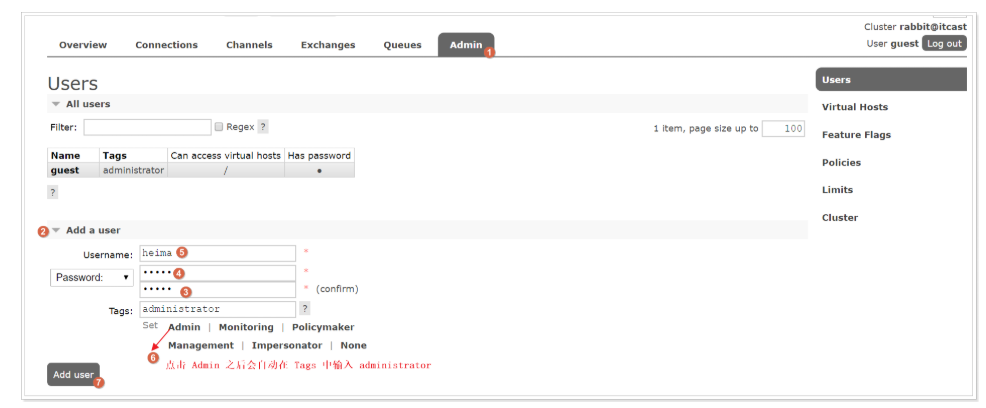 Cluster rabbit@itcast
User guest Log out
Overview Connections Channels Exchanges Queues Admin 1
Users
All users
Filter: Regex ? 1 item, page size up to 100
Name Tags Can access virtual hosts Has password
guest administrator / ●
?
2 Add a user
Username: heima 5 *
Password: ••••• 4 *
••••• 3 * (confirm)
Tags: administrator ?
Set Admin | Monitoring | Policymaker
Management | Impersonator | None
6 点击 Admin 之后会自动在 Tags 中输入 administrator
Add user 7
Users
Virtual Hosts
Feature Flags
Policies
Limits
Cluster